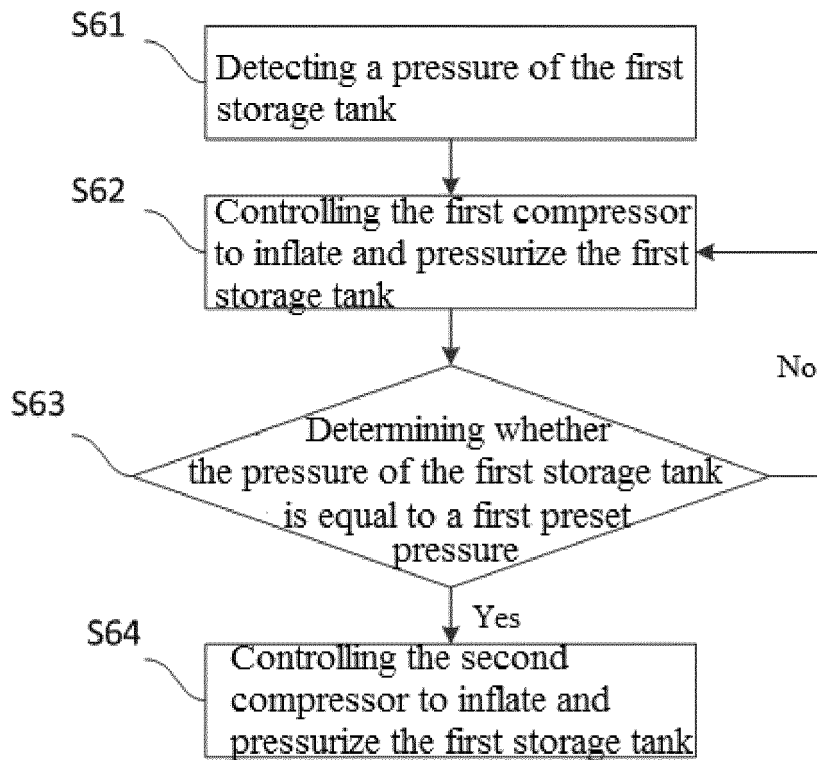 S61
Detecting a pressure of the first
storage tank
S62
Controlling the first compressor
to inflate and pressurize the first
storage tank
No
S63
Determining whether
the pressure of the first storage tank
is equal to a first preset
pressure
Yes
S64
Controlling the second
compressor to inflate and
pressurize the first storage tank